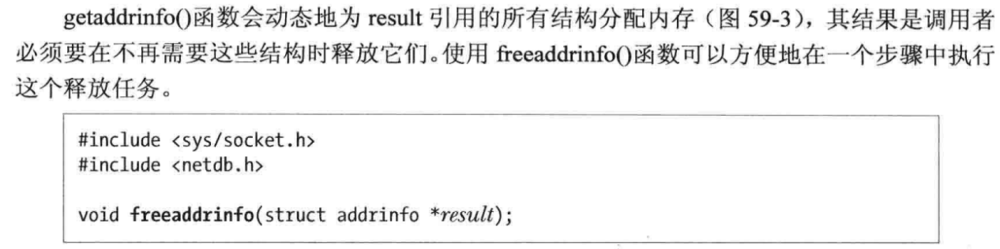 getaddrinfo()函数会动态地为 result 引用的所有结构分配内存（图 59-3），其结果是调用者
必须要在不再需要这些结构时释放它们。使用 freeaddrinfo()函数可以方便地在一个步骤中执行
这个释放任务。
#include <sys/socket.h>
#include <netdb.h>
void freeaddrinfo(struct addrinfo *result);